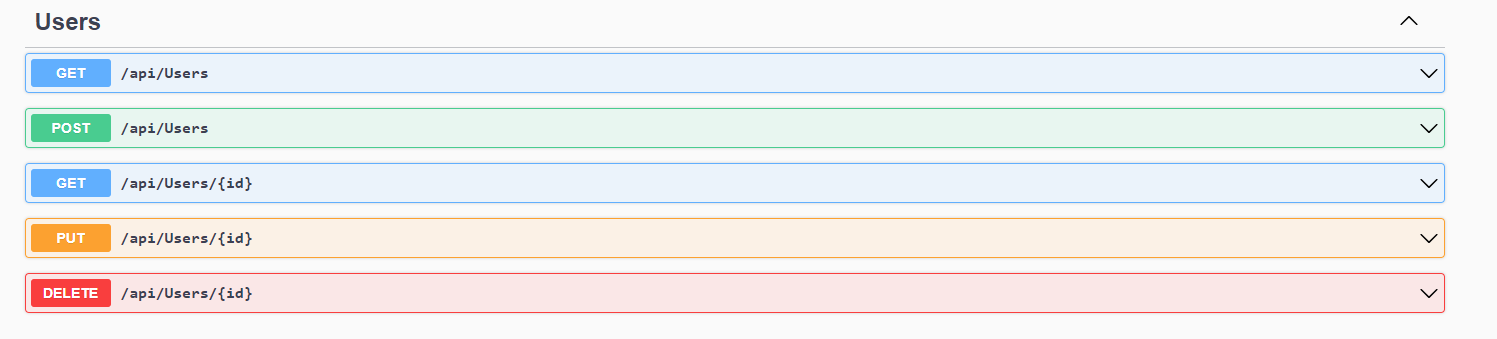 Users
GET /api/Users
POST /api/Users
GET /api/Users/{id}
PUT /api/Users/{id}
DELETE /api/Users/{id}